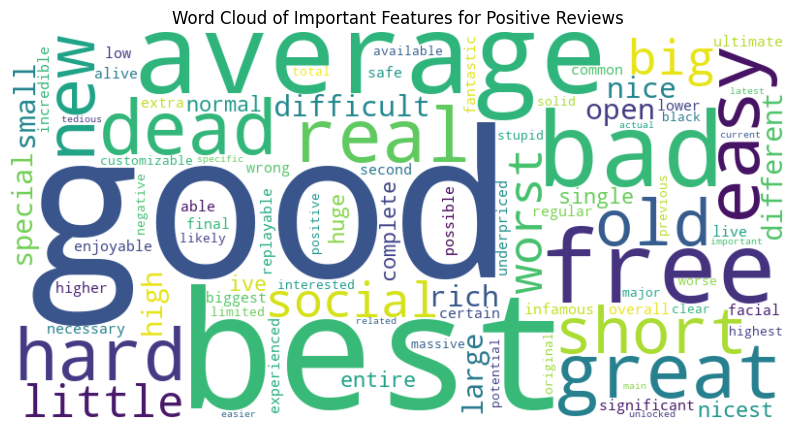 Word Cloud of Important Features for Positive Reviews
good
best
average
bad
free
dead
real
easy
great
old
hard
short
social
new
big
little
worst
rich
nice
open
difficult
small
special
high
large
different
single
huge
complete
entire
normal
ive
nicest
low
alive
incredible
tedious
extra
customizable
specific
wrong
negative
able
final
likely
enjoyable
higher
necessary
replayable
positive
second
possible
interested
biggest
limited
experienced
related
certain
massive
potential
easier
total
safe
available
fantastic
common
solid
stupid
underpriced
regular
ultimate
latest
lower
black
actual
current
previous
live
important
worse
major
clear
facial
highest
infamous
overall
original
main
significant
unlocked